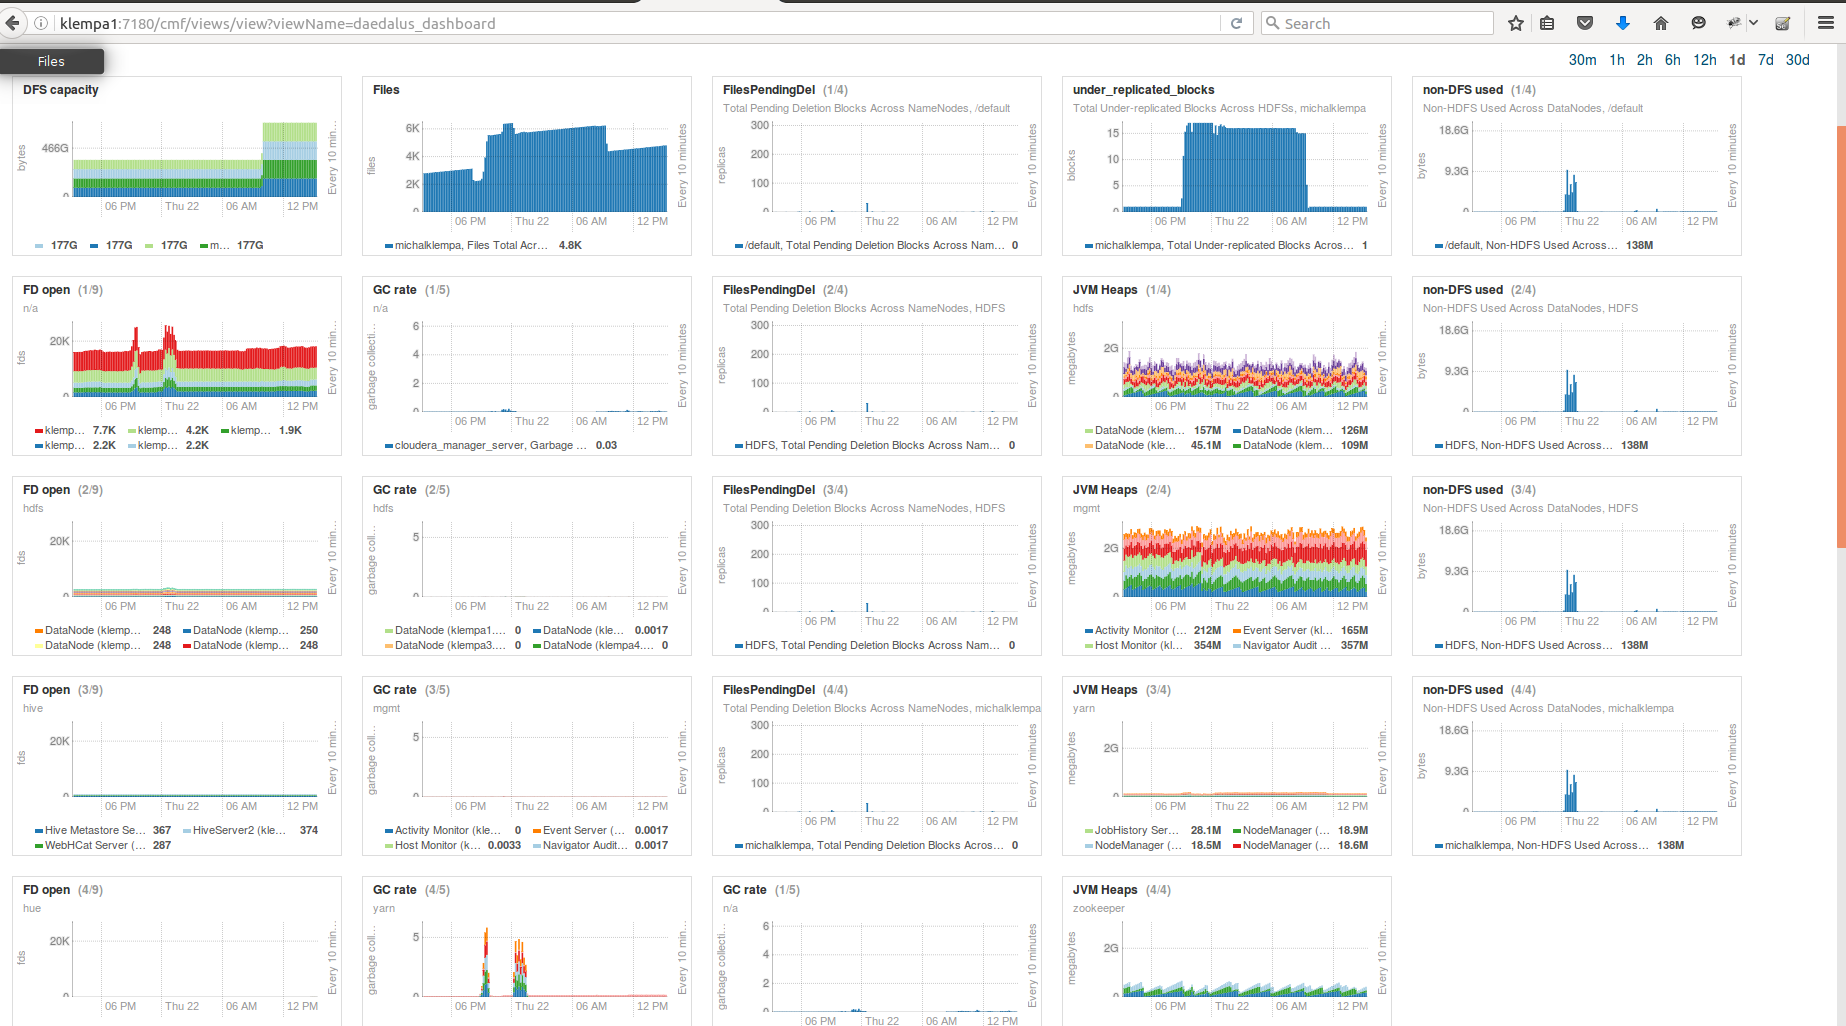 klempa1:7180/cmf/views/view?viewName=daedalus_dashboard
Search
Files
30m 1h 2h 6h 12h 1d 7d 30d
DFS capacity
bytes
466G
0
06 PM Thu 22 06 AM 12 PM
Every 10 min...
177G 177G 177G m... 177G
Files
files
6K
4K
2K
0
06 PM Thu 22 06 AM 12 PM
Every 10 minutes
michalklempa, Files Total Acr... 4.8K
FilesPendingDel (1/4)
Total Pending Deletion Blocks Across NameNodes, /default
replicas
300
200
100
0
06 PM Thu 22 06 AM 12 PM
Every 10 minutes
/default, Total Pending Deletion Blocks Across Nam... 0
under_replicated_blocks
Total Under-replicated Blocks Across HDFSs, michalklempa
blocks
15
10
5
0
06 PM Thu 22 06 AM 12 PM
Every 10 minutes
michalklempa, Total Under-replicated Blocks Acros... 1
non-DFS used (1/4)
Non-HDFS Used Across DataNodes, /default
bytes
18.6G
9.3G
0
06 PM Thu 22 06 AM 12 PM
Every 10 minutes
/default, Non-HDFS Used Across... 138M
FD open (1/9)
n/a
fds
20K
0
06 PM Thu 22 06 AM 12 PM
Every 10 min...
klemp... 7.7K klemp... 4.2K klemp... 1.9K
klemp... 2.2K klemp... 2.2K
GC rate (1/5)
n/a
garbage collecti...
6
4
2
0
06 PM Thu 22 06 AM 12 PM
Every 10 minutes
cloudera_manager_server, Garbage ... 0.03
FilesPendingDel (2/4)
Total Pending Deletion Blocks Across NameNodes, HDFS
replicas
300
200
100
0
06 PM Thu 22 06 AM 12 PM
Every 10 minutes
HDFS, Total Pending Deletion Blocks Across Nam... 0
JVM Heaps (1/4)
hdfs
megabytes
2G
0
06 PM Thu 22 06 AM 12 PM
Every 10 min...
DataNode (klem... 157M DataNode (klem... 126M
DataNode (kle... 45.1M DataNode (klem... 109M
non-DFS used (2/4)
Non-HDFS Used Across DataNodes, HDFS
bytes
18.6G
9.3G
0
06 PM Thu 22 06 AM 12 PM
Every 10 minutes
HDFS, Non-HDFS Used Across... 138M
FD open (2/9)
hdfs
fds
20K
0
06 PM Thu 22 06 AM 12 PM
Every 10 min...
DataNode (klemp... 248 DataNode (klemp... 250
DataNode (klemp... 248 DataNode (klemp... 248
GC rate (2/5)
hdfs
garbage coll...
5
0
06 PM Thu 22 06 AM 12 PM
Every 10 min...
DataNode (klempa1.... 0 DataNode (kle... 0.0017
DataNode (klempa3.... 0 DataNode (klempa4.... 0
FilesPendingDel (3/4)
Total Pending Deletion Blocks Across NameNodes, HDFS
replicas
300
200
100
0
06 PM Thu 22 06 AM 12 PM
Every 10 minutes
HDFS, Total Pending Deletion Blocks Across Nam... 0
JVM Heaps (2/4)
mgmt
megabytes
2G
0
06 PM Thu 22 06 AM 12 PM
Every 10 min...
Activity Monitor (... 212M Event Server (kl... 165M
Host Monitor (kl... 354M Navigator Audit ... 357M
non-DFS used (3/4)
Non-HDFS Used Across DataNodes, HDFS
bytes
18.6G
9.3G
0
06 PM Thu 22 06 AM 12 PM
Every 10 minutes
HDFS, Non-HDFS Used Across... 138M
FD open (3/9)
hive
fds
20K
0
06 PM Thu 22 06 AM 12 PM
Every 10 min...
Hive Metastore Se... 367 HiveServer2 (kle... 374
WebHCat Server (... 287
GC rate (3/5)
mgmt
garbage coll...
5
0
06 PM Thu 22 06 AM 12 PM
Every 10 min...
Activity Monitor (kle... 0 Event Server (... 0.0017
Host Monitor (k... 0.0033 Navigator Audit... 0.0017
FilesPendingDel (4/4)
Total Pending Deletion Blocks Across NameNodes, michalklempa
replicas
300
200
100
0
06 PM Thu 22 06 AM 12 PM
Every 10 minutes
michalklempa, Total Pending Deletion Blocks Acros... 0
JVM Heaps (3/4)
yarn
megabytes
2G
0
06 PM Thu 22 06 AM 12 PM
Every 10 min...
JobHistory Ser... 28.1M NodeManager (... 18.9M
NodeManager (... 18.5M NodeManager (... 18.6M
non-DFS used (4/4)
Non-HDFS Used Across DataNodes, michalklempa
bytes
18.6G
9.3G
0
06 PM Thu 22 06 AM 12 PM
Every 10 minutes
michalklempa, Non-HDFS Used Across... 138M
FD open (4/9)
hue
fds
20K
0
06 PM Thu 22 06 AM 12 PM
Every 10 min...
GC rate (4/5)
yarn
garbage coll...
5
0
06 PM Thu 22 06 AM 12 PM
Every 10 min...
GC rate (1/5)
n/a
garbage collecti...
6
4
2
0
06 PM Thu 22 06 AM 12 PM
Every 10 minutes
JVM Heaps (4/4)
zookeeper
megabytes
2G
0
06 PM Thu 22 06 AM 12 PM
Every 10 min...